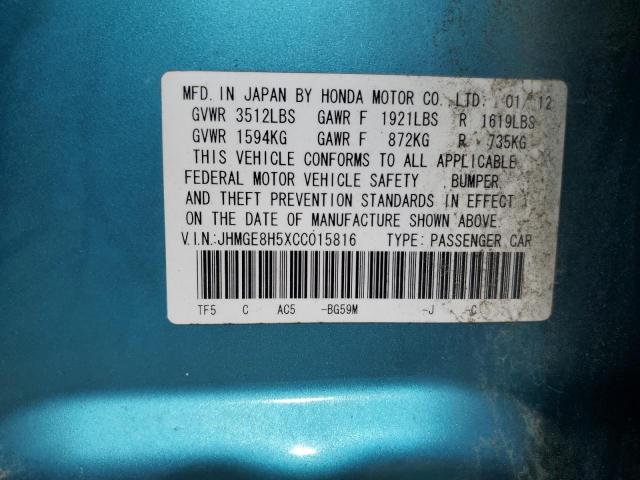 MFD. IN JAPAN BY HONDA MOTOR CO.,LTD. 01/12
GVWR 3512LBS GAWR F 1921LBS R 1619LBS
GVWR 1594KG GAWR F 872KG R 735KG
THIS VEHICLE CONFORMS TO ALL APPLICABLE
FEDERAL MOTOR VEHICLE SAFETY, BUMPER,
AND THEFT PREVENTION STANDARDS IN EFFECT
ON THE DATE OF MANUFACTURE SHOWN ABOVE.
V.I.N.:JHMGE8H5XCC015816 TYPE: PASSENGER CAR
TF5 C AC5 -BG59M -J -C